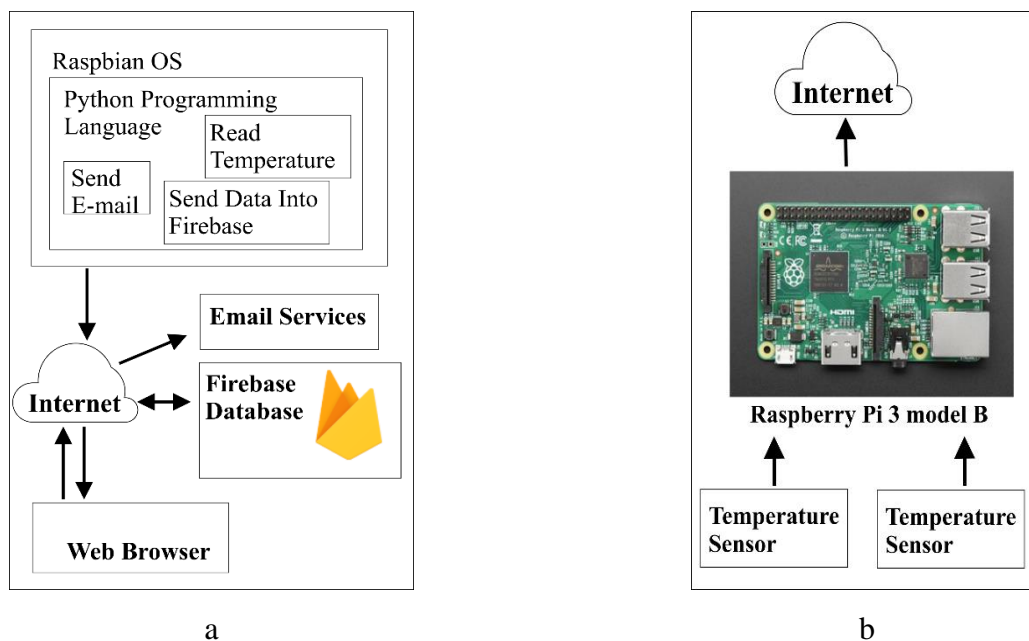 Raspbian OS
Python Programming
Language
Read
Temperature
Send
E-mail
Send Data Into
Firebase
Email Services
Internet
Firebase
Database
Web Browser
a
Internet
HDMI
Raspberry Pi 3 model B
Temperature
Sensor
Temperature
Sensor
b